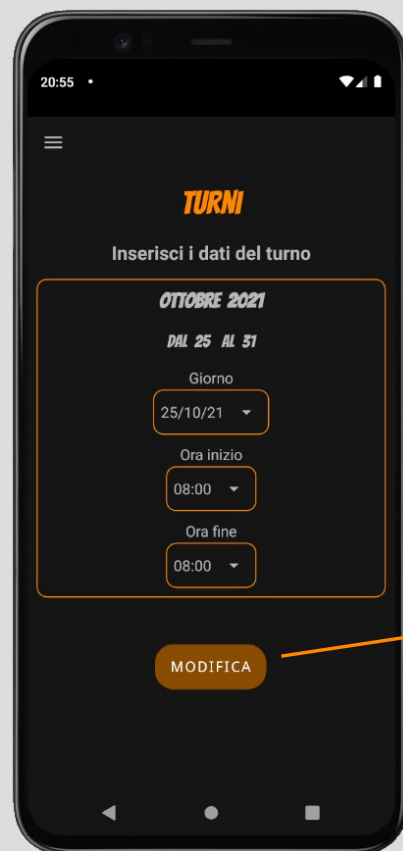 20:55
TURNI
Inserisci i dati del turno
OTTOBRE 2021
DAL 25 AL 31
Giorno
25/10/21
Ora inizio
08:00
Ora fine
08:00
MODIFICA